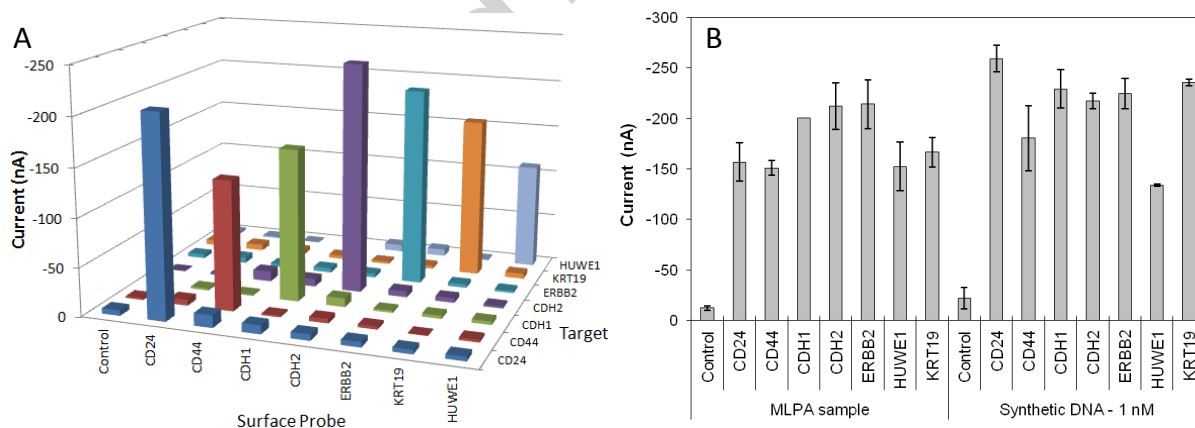 A
-250
-200
-150
-100
-50
0
Current (nA)
Control
CD24
CD44
CDH1
CDH2
ERBB2
KRT19
HUWE1
Surface Probe
HUWE1
KRT19
ERBB2
CDH2
CDH1
CD44
CD24
Target
B
-300
-250
-200
-150
-100
-50
0
Current (nA)
Control
CD24
CD44
CDH1
CDH2
ERBB2
HUWE1
KRT19
Control
CD24
CD44
CDH1
CDH2
ERBB2
HUWE1
KRT19
MLPA sample
Synthetic DNA - 1 nM